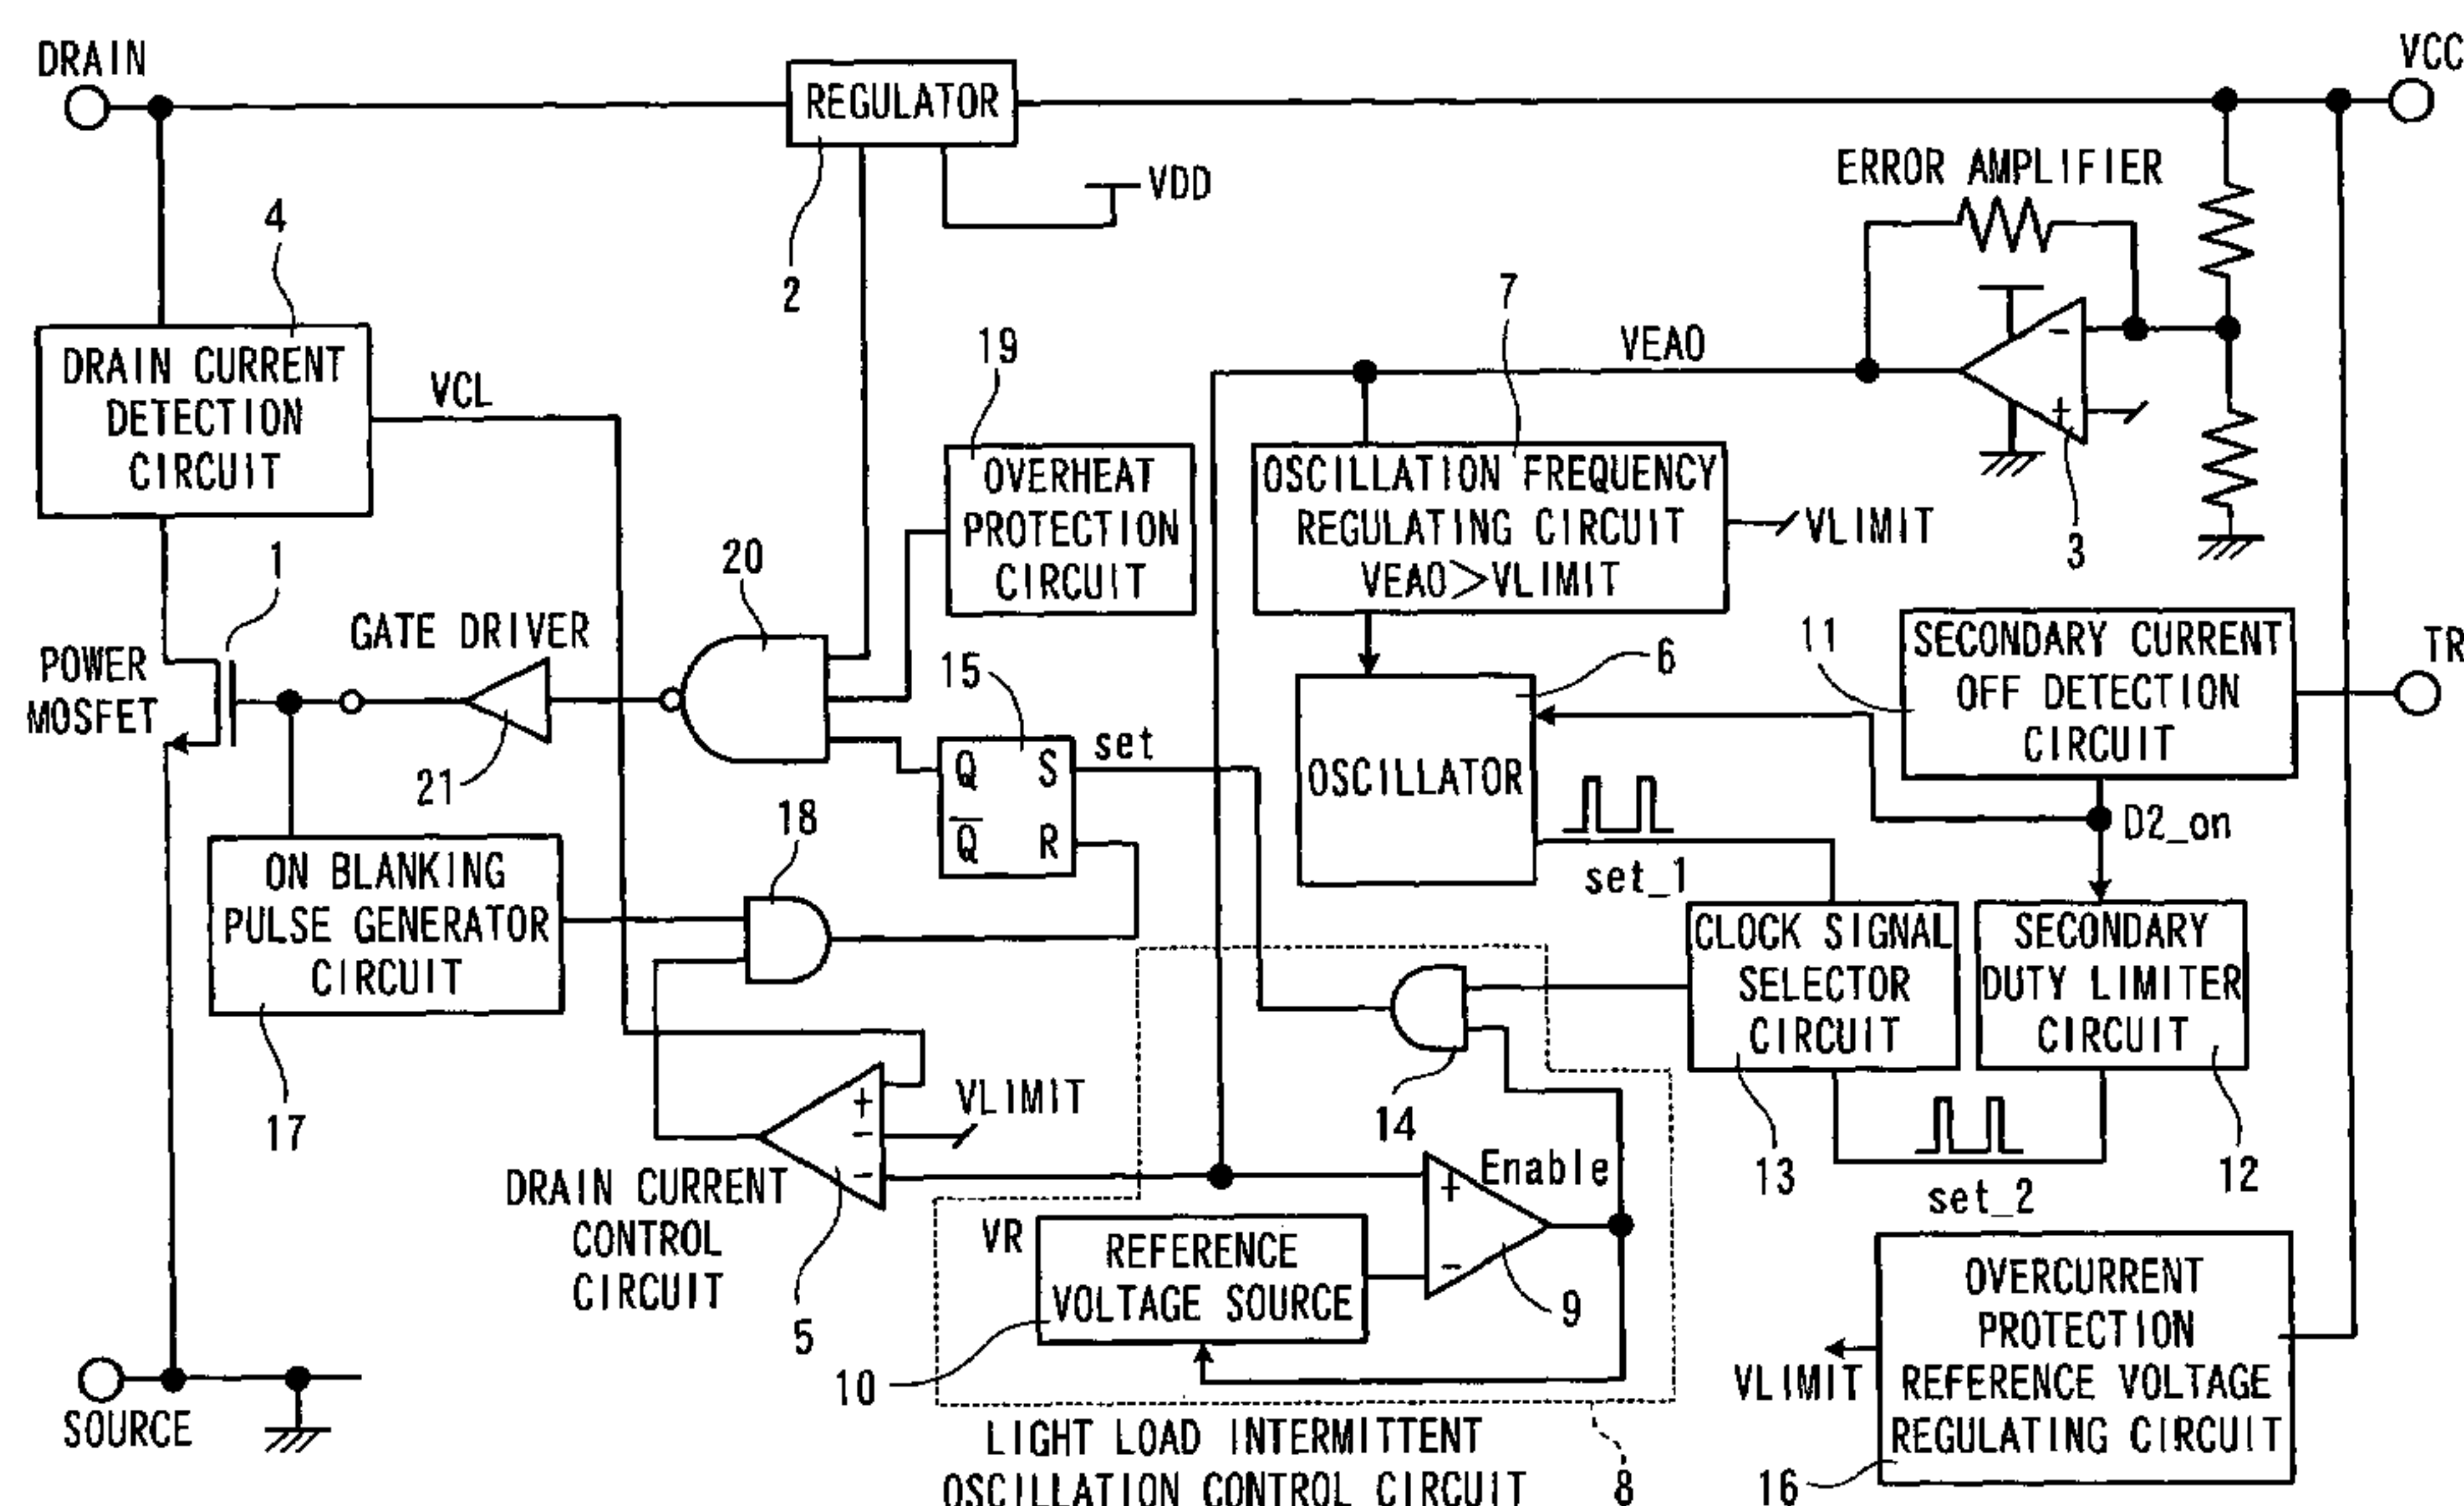 DRAIN
REGULATOR
VCC
VDD
ERROR AMPLIFIER
4
2
7
19
VEAO
DRAIN CURRENT
DETECTION
CIRCUIT
VCL
OVERHEAT
PROTECTION
CIRCUIT
OSCILLATION FREQUENCY
REGULATING CIRCUIT
VEAO>VLIMIT
VLIMIT
-
+
3
1
20
GATE DRIVER
POWER
MOSFET
15
6
11
SECONDARY CURRENT
OFF DETECTION
CIRCUIT
TR
21
Q S
Q R
set
OSCILLATOR
18
D2_on
set_1
ON BLANKING
PULSE GENERATOR
CIRCUIT
CLOCK SIGNAL
SELECTOR
CIRCUIT
SECONDARY
DUTY LIMITER
CIRCUIT
17
+
-
-
VLIMIT
14
13
12
set_2
DRAIN CURRENT
CONTROL
CIRCUIT
5
VR
REFERENCE
VOLTAGE SOURCE
+
-
Enable
9
10
OVERCURRENT
PROTECTION
REFERENCE VOLTAGE
REGULATING CIRCUIT
VLIMIT
SOURCE
LIGHT LOAD INTERMITTENT
OSCILLATION CONTROL CIRCUIT
8
16